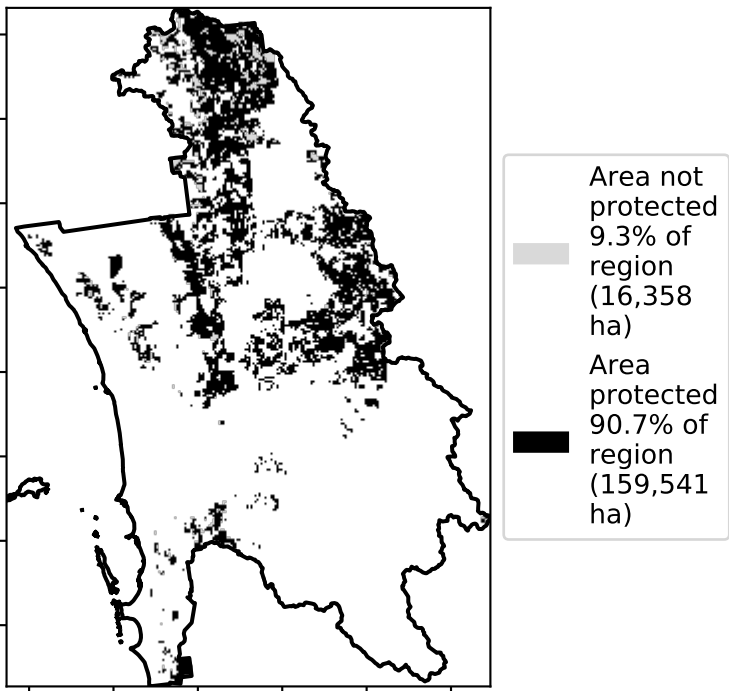 Area not
protected
9.3% of
region
(16,358
ha)
Area
protected
90.7% of
region
(159,541
ha)